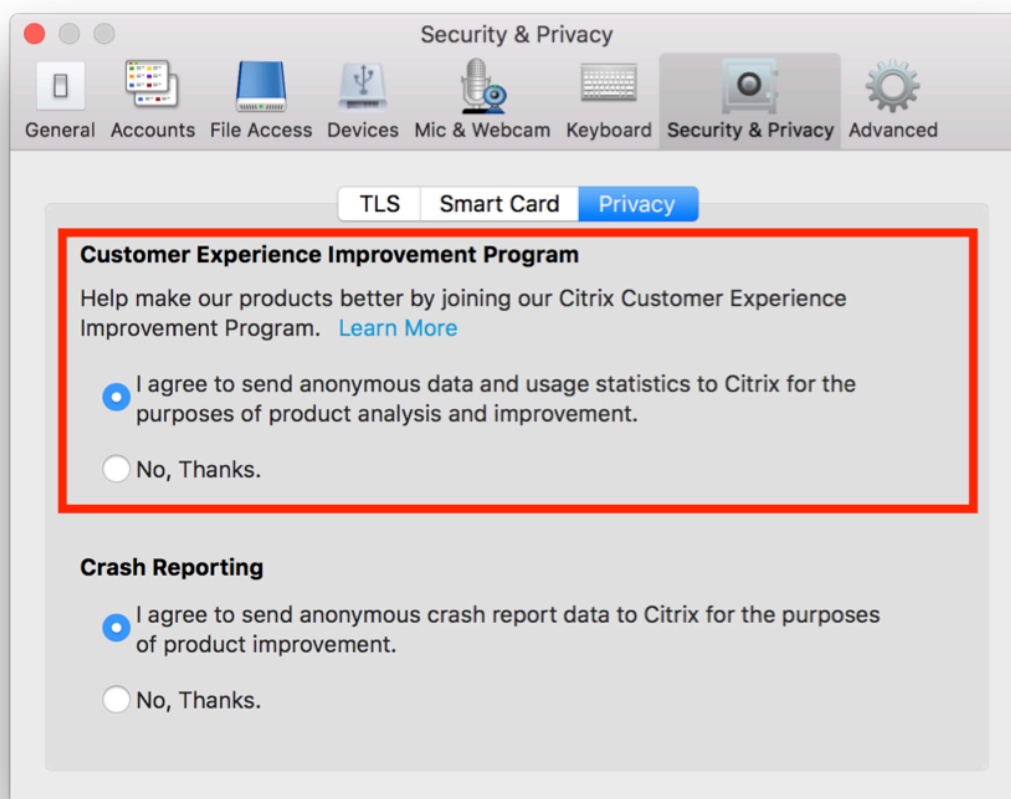 Security & Privacy
General Accounts File Access Devices Mic & Webcam Keyboard Security & Privacy Advanced
TLS Smart Card Privacy
Customer Experience Improvement Program
Help make our products better by joining our Citrix Customer Experience
Improvement Program. Learn More
I agree to send anonymous data and usage statistics to Citrix for the
purposes of product analysis and improvement.
No, Thanks.
Crash Reporting
I agree to send anonymous crash report data to Citrix for the purposes
of product improvement.
No, Thanks.